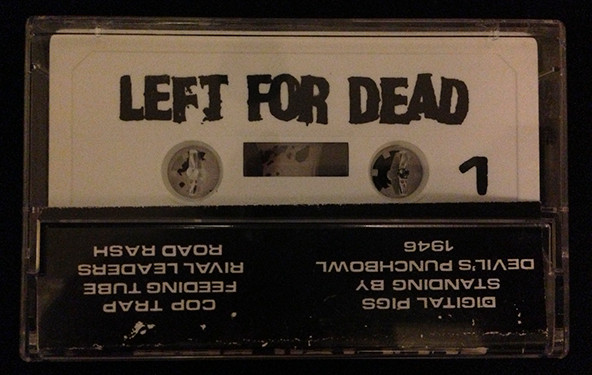 LEFT FOR DEAD
1
DIGITAL PIGS
STANDING BY
DEVIL'S PUNCHBOWL
1946
COP TRAP
FEEDING TUBE
RIVAL LEADERS
ROAD RASH